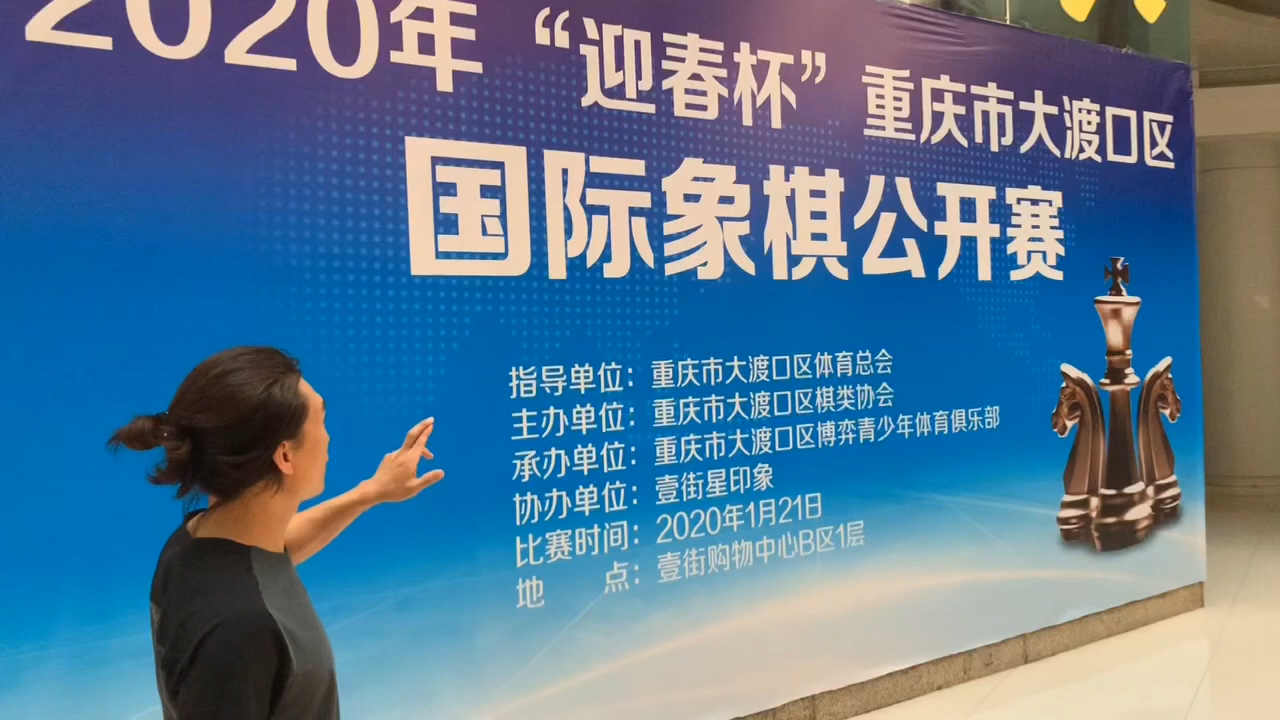 2020年“迎春杯”重庆市大渡口区
国际象棋公开赛
指导单位：重庆市大渡口区体育总会
主办单位：重庆市大渡口区棋类协会
承办单位：重庆市大渡口区博弈青少年体育俱乐部
协办单位：壹街星印象
比赛时间：2020年1月21日
地　　点：壹街购物中心B区1层